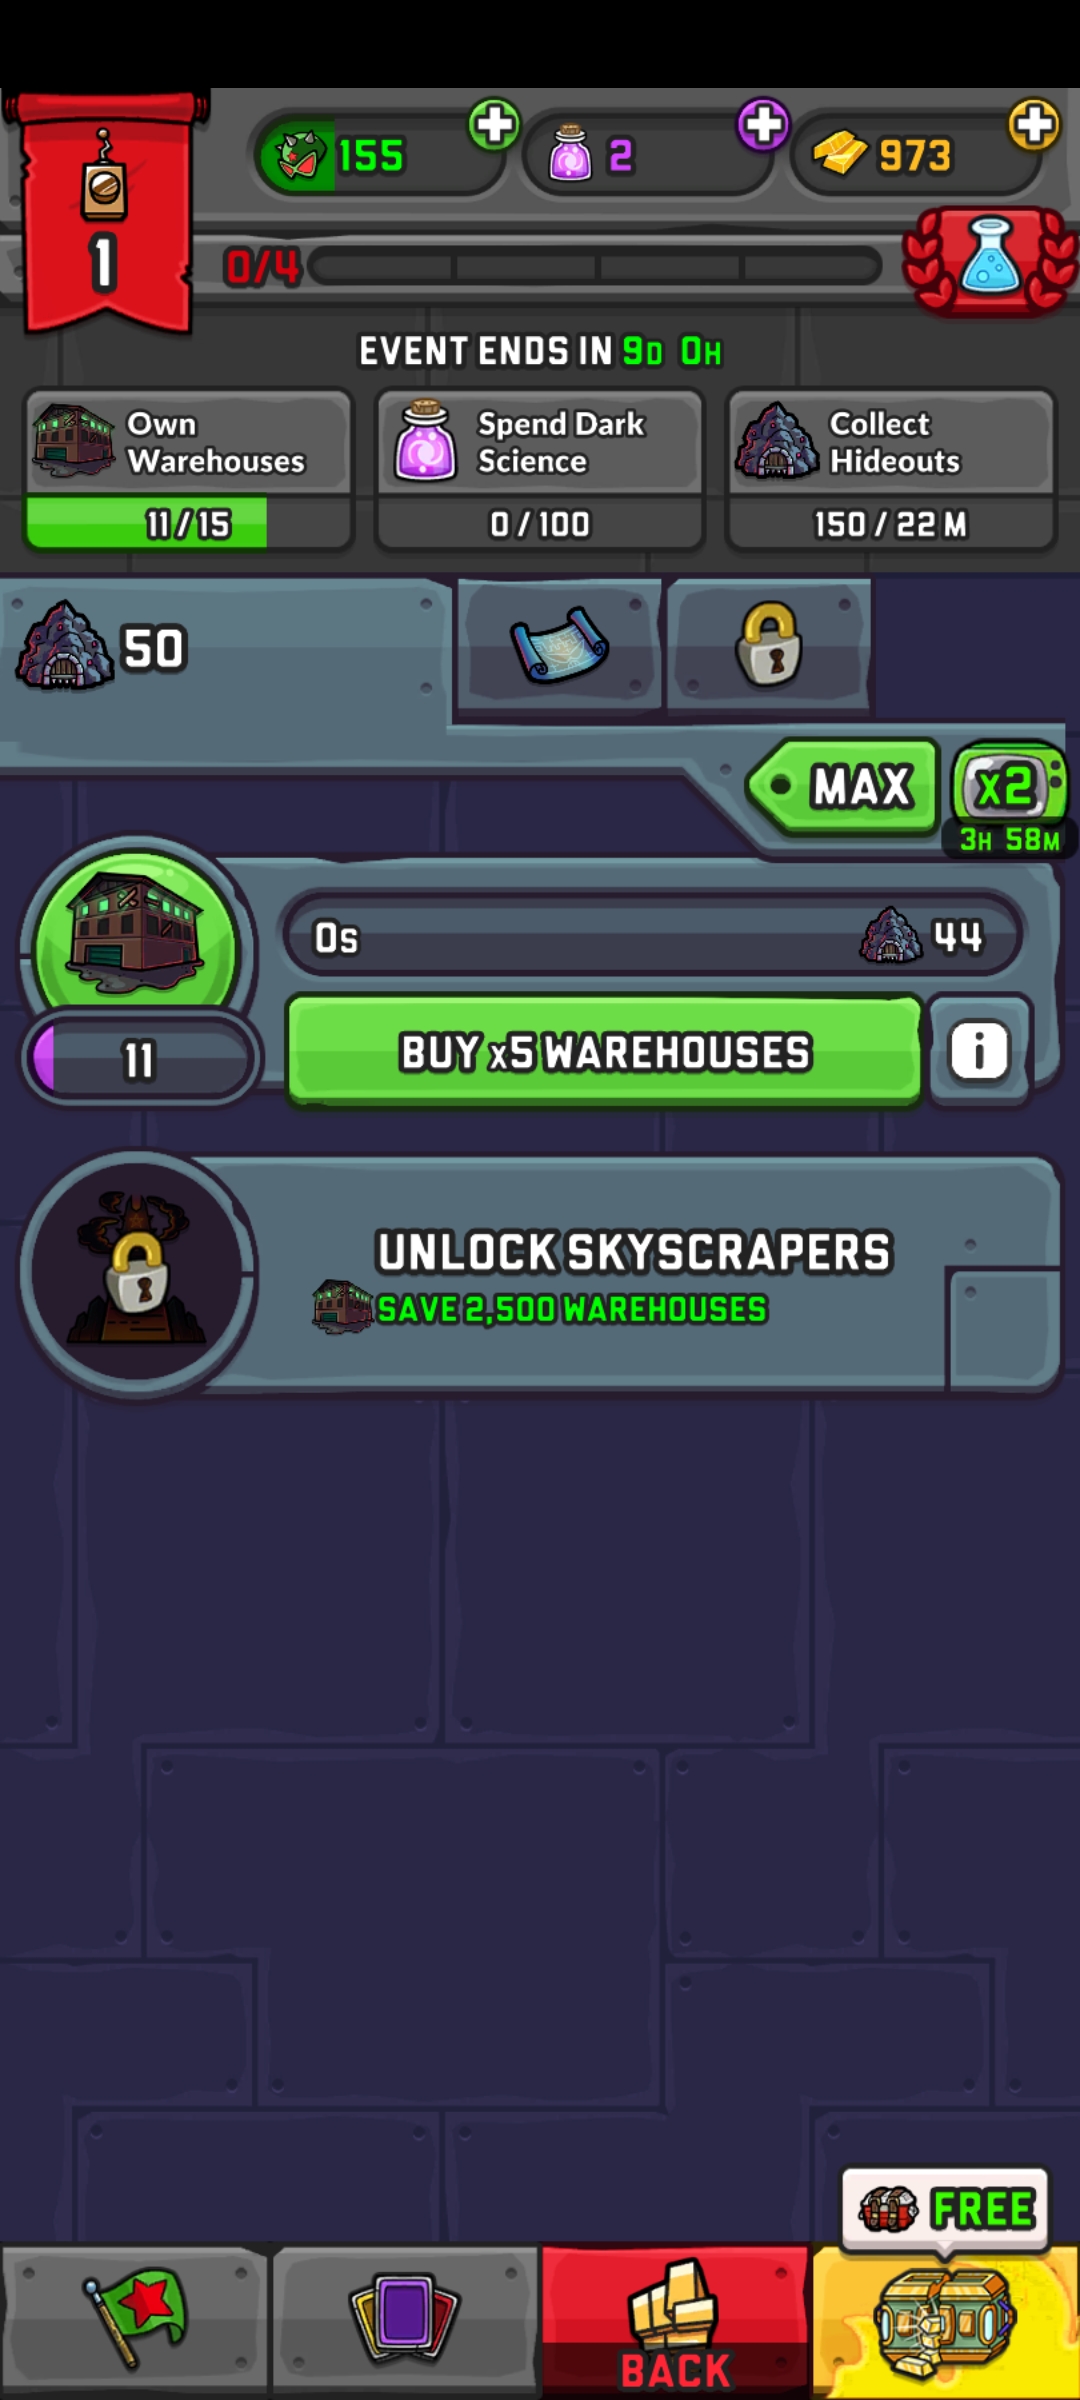 155
2
973
1
0/4
EVENT ENDS IN 9D 0H
Own Warehouses
11/15
Spend Dark Science
0/100
Collect Hideouts
150/22 M
50
MAX
x2
3H 58M
0s
44
11
BUY x5 WAREHOUSES
i
UNLOCK SKYSCRAPERS
SAVE 2,500 WAREHOUSES
FREE
BACK